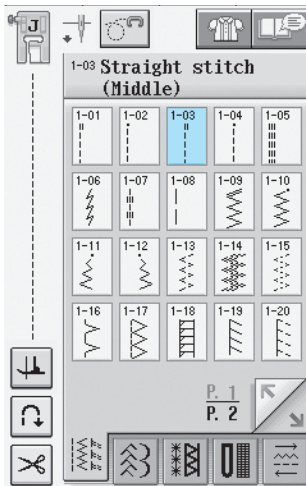 J
1-03 Straight stitch
(Middle)
1-01 1-02 1-03 1-04 1-05
1-06 1-07 1-08 1-09 1-10
1-11 1-12 1-13 1-14 1-15
1-16 1-17 1-18 1-19 1-20
P. 1
P. 2